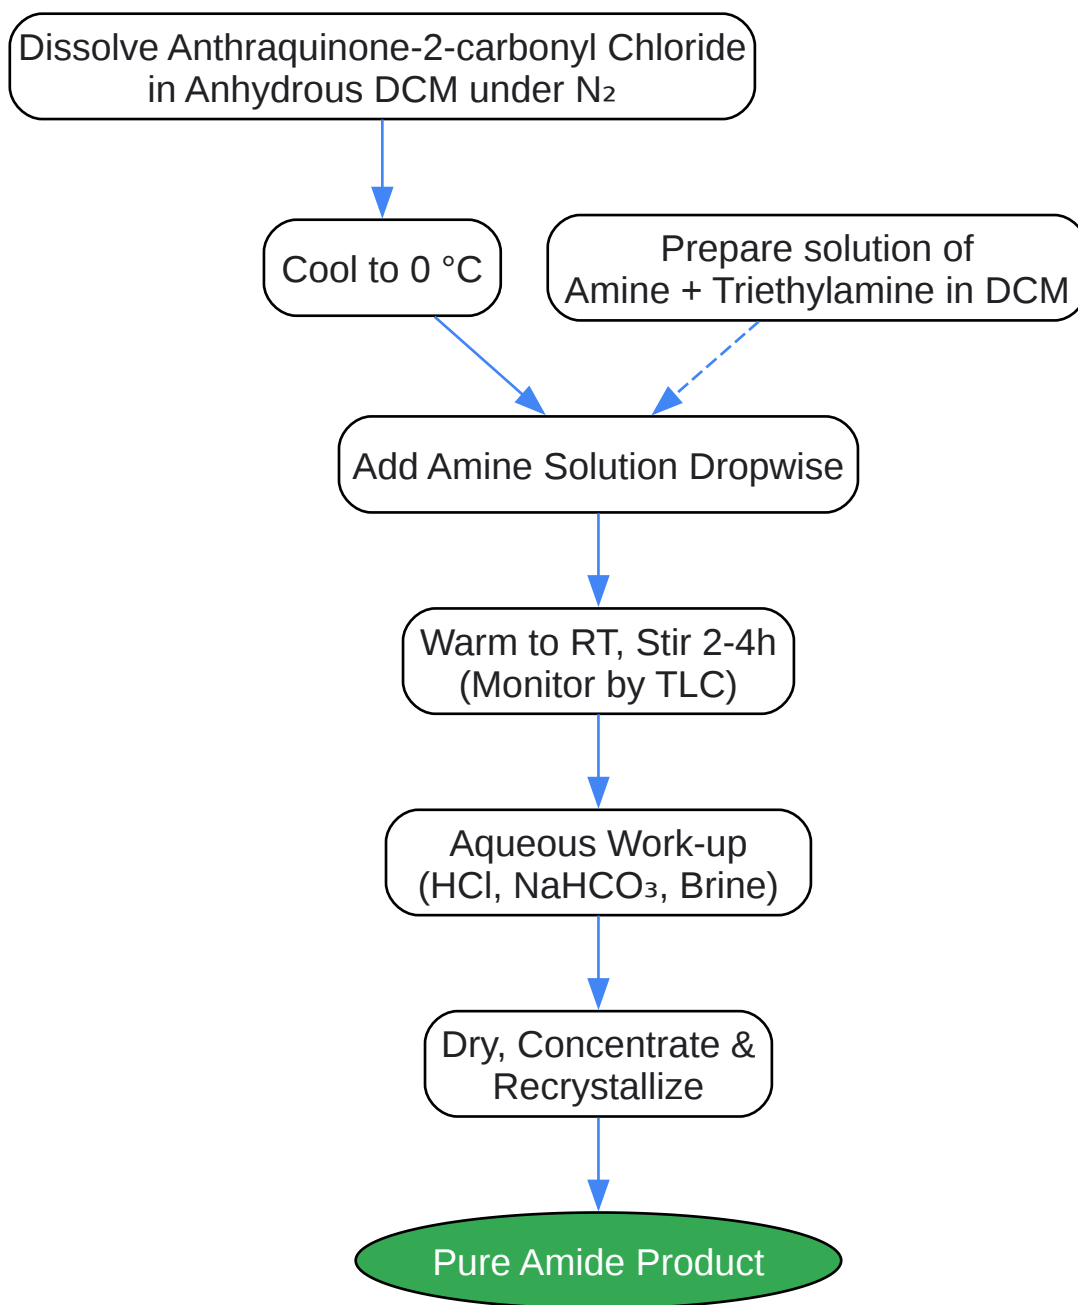 Dissolve Anthraquinone-2-carbonyl Chloride
in Anhydrous DCM under N₂
Cool to 0 °C
Prepare solution of
Amine + Triethylamine in DCM
Add Amine Solution Dropwise
Warm to RT, Stir 2-4h
(Monitor by TLC)
Aqueous Work-up
(HCl, NaHCO₃, Brine)
Dry, Concentrate &
Recrystallize
Pure Amide Product